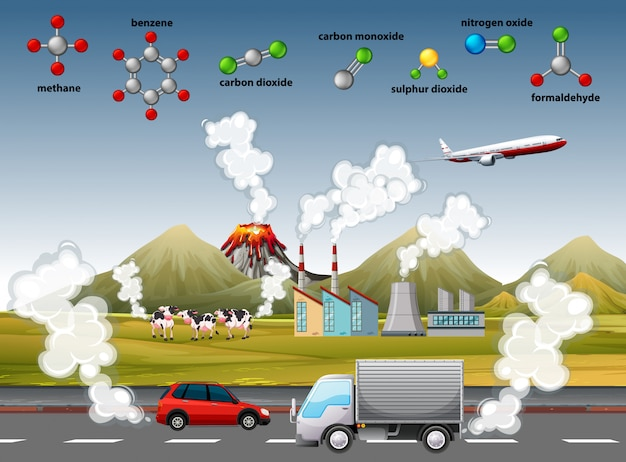 methane
benzene
carbon dioxide
carbon monoxide
sulphur dioxide
nitrogen oxide
formaldehyde